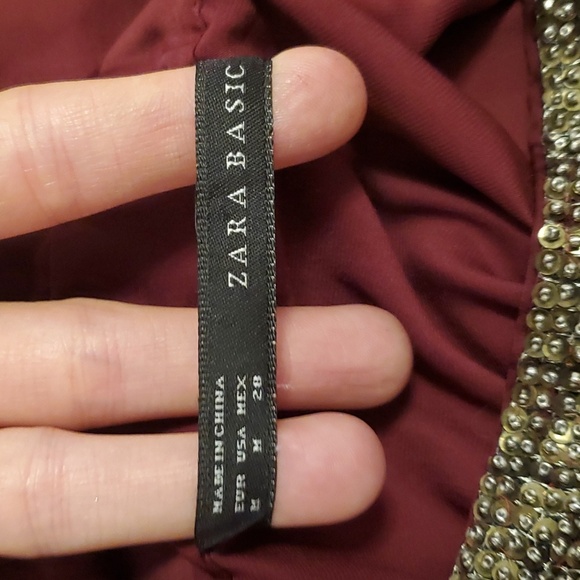 ZARA BASIC
MADE IN CHINA
EUR USA MEX
M M 28